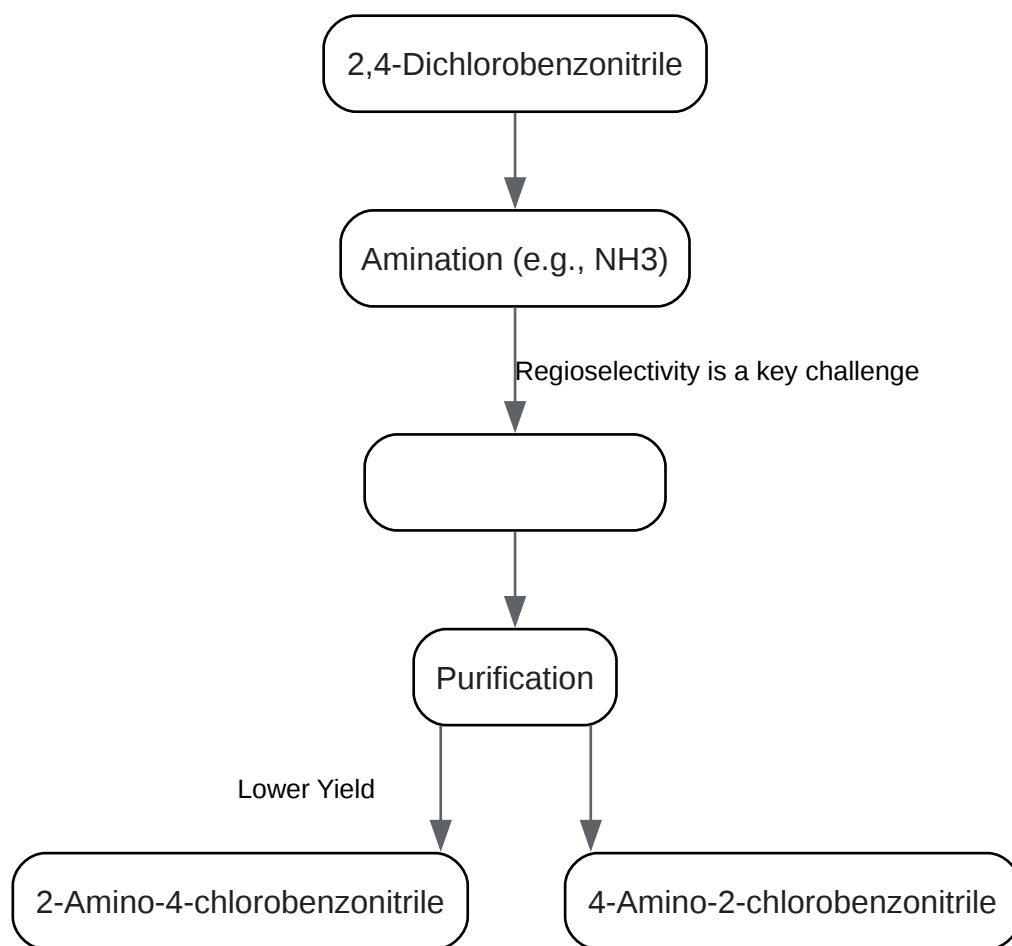 2,4-Dichlorobenzonitrile
Amination (e.g., NH3)
Regioselectivity is a key challenge
Purification
Lower Yield
2-Amino-4-chlorobenzonitrile
4-Amino-2-chlorobenzonitrile